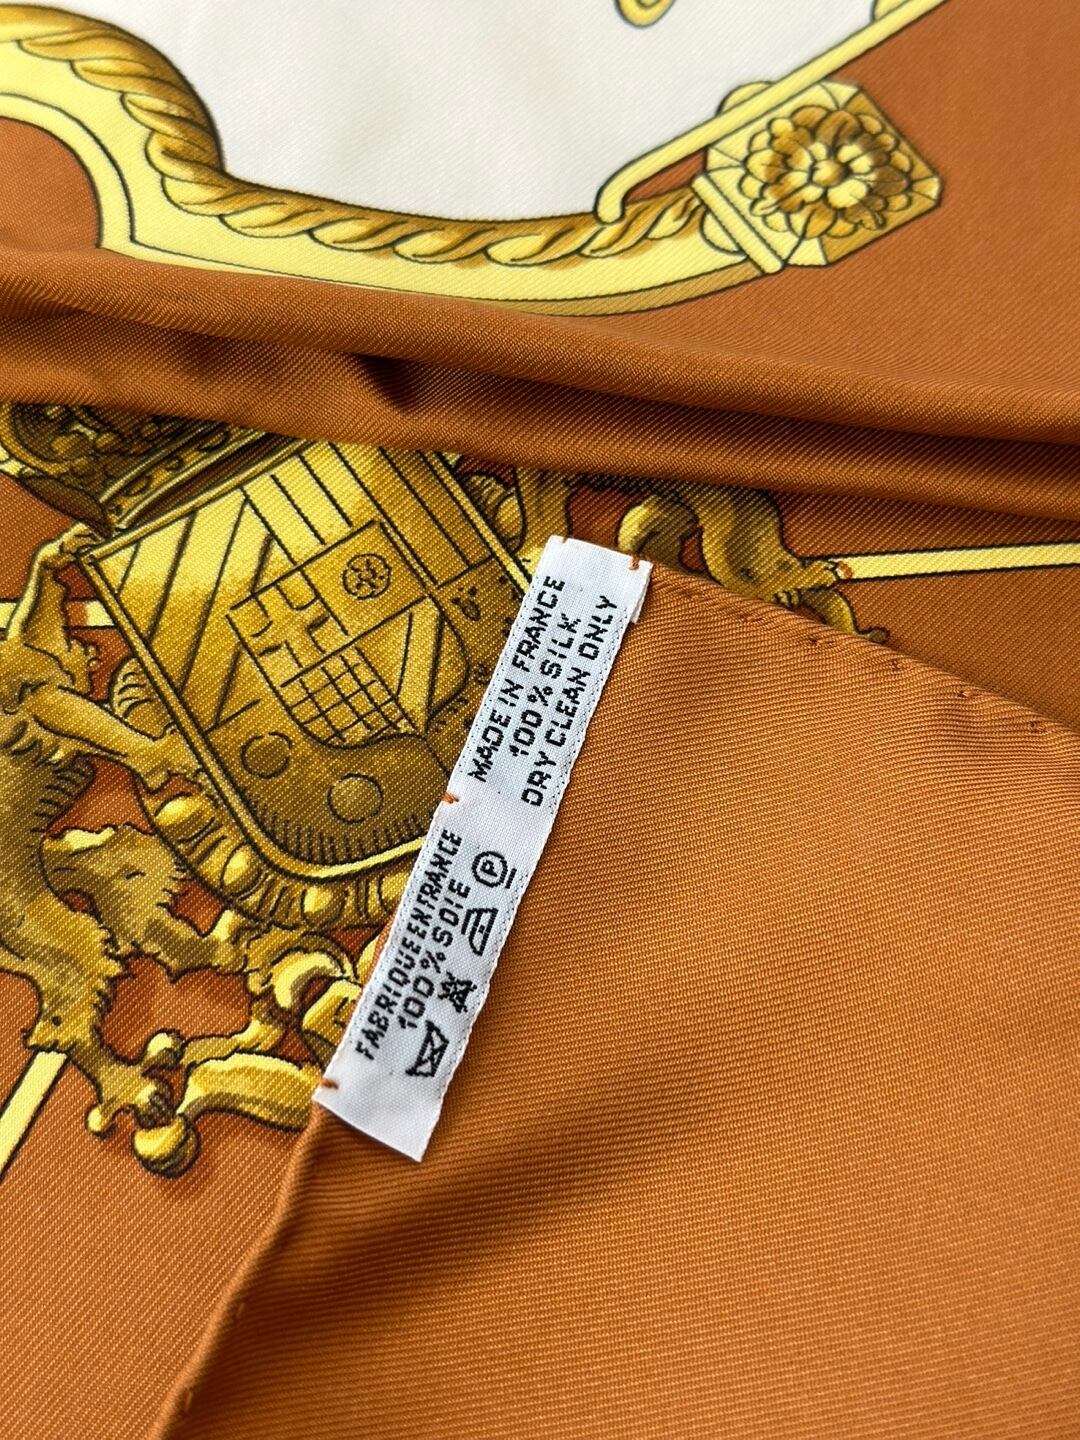 MADE IN FRANCE
100% SILK
DRY CLEAN ONLY
FABRIQUE EN FRANCE
100% SOIE
P